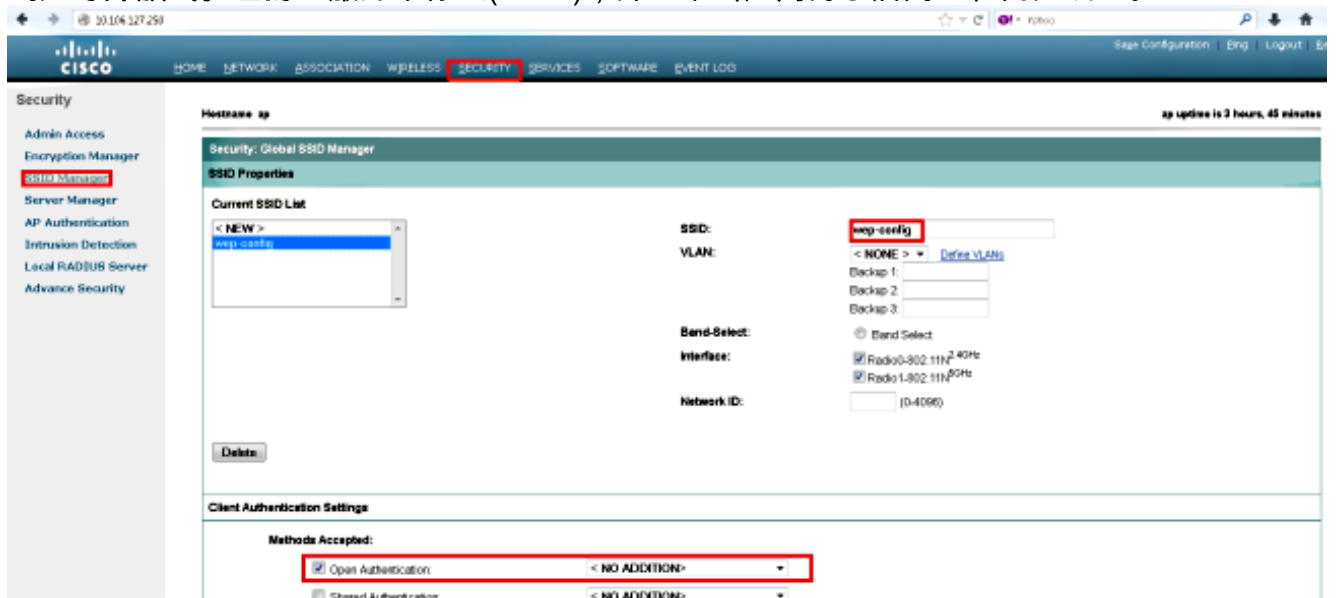 10.106.127.250
yahoo
Sage Configuration | Ping | Logout |
CISCO
HOME NETWORK ASSOCIATION WIRELESS SECURITY SERVICES SOFTWARE EVENT LOG
Security
Admin Access
Encryption Manager
SSID Manager
Server Manager
AP Authentication
Intrusion Detection
Local RADIUS Server
Advance Security
Hostname ap
ap uptime is 3 hours, 45 minutes
Security: Global SSID Manager
SSID Properties
Current SSID List
< NEW >
wep-config
SSID: wep-config
VLAN: < NONE > Define VLANs
Backup 1:
Backup 2:
Backup 3:
Band-Select: Band Select
Interface: Radio0-802.11N2.4GHz
Radio1-802.11N5GHz
Network ID: (0-4096)
Delete
Client Authentication Settings
Methods Accepted:
Open Authentication: < NO ADDITION>
Shared Authentication: < NO ADDITION>